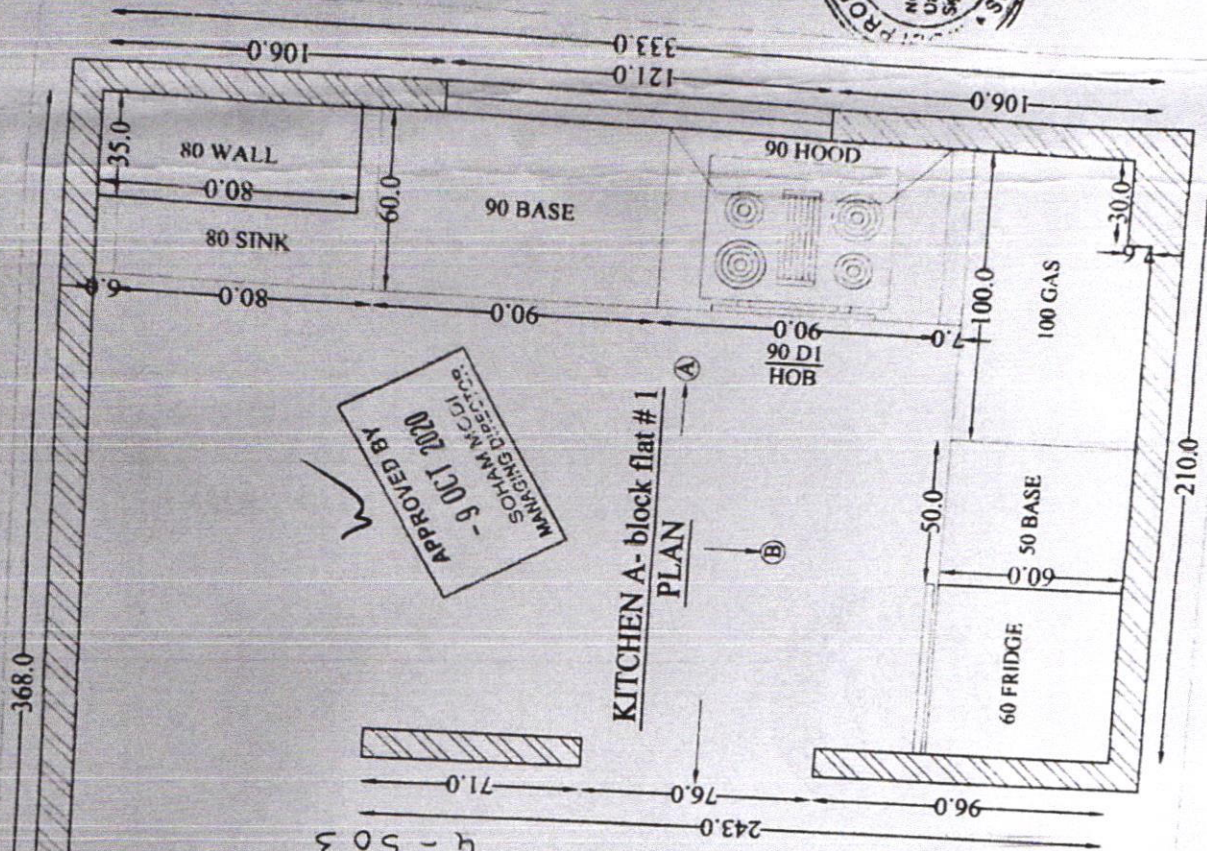 333.0
106.0
121.0
106.0
368.0
35.0
80 WALL
80.0
80 SINK
60.0
90 BASE
90 HOOD
6.0
80.0
90.0
90.0
7.0
90 D1
HOB
100.0
100 GAS
30.0
50.0
50 BASE
60.0
60 FRIDGE
210.0
APPROVED BY
- 9 OCT 2020
SOHAM MODI
MANAGING DIRECTOR
KITCHEN A- block flat # 1
PLAN
A
B
71.0
76.0
96.0
243.0